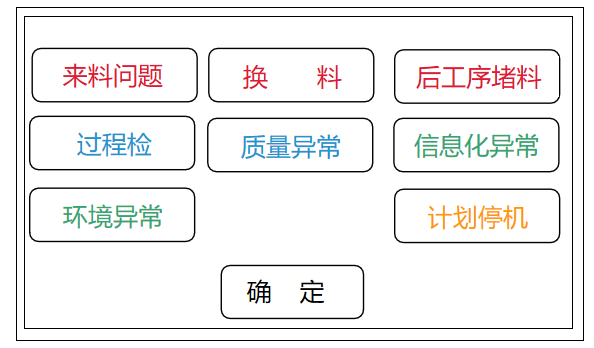 来料问题 换 料 后工序堵料
过程检 质量异常 信息化异常
环境异常 计划停机
确 定